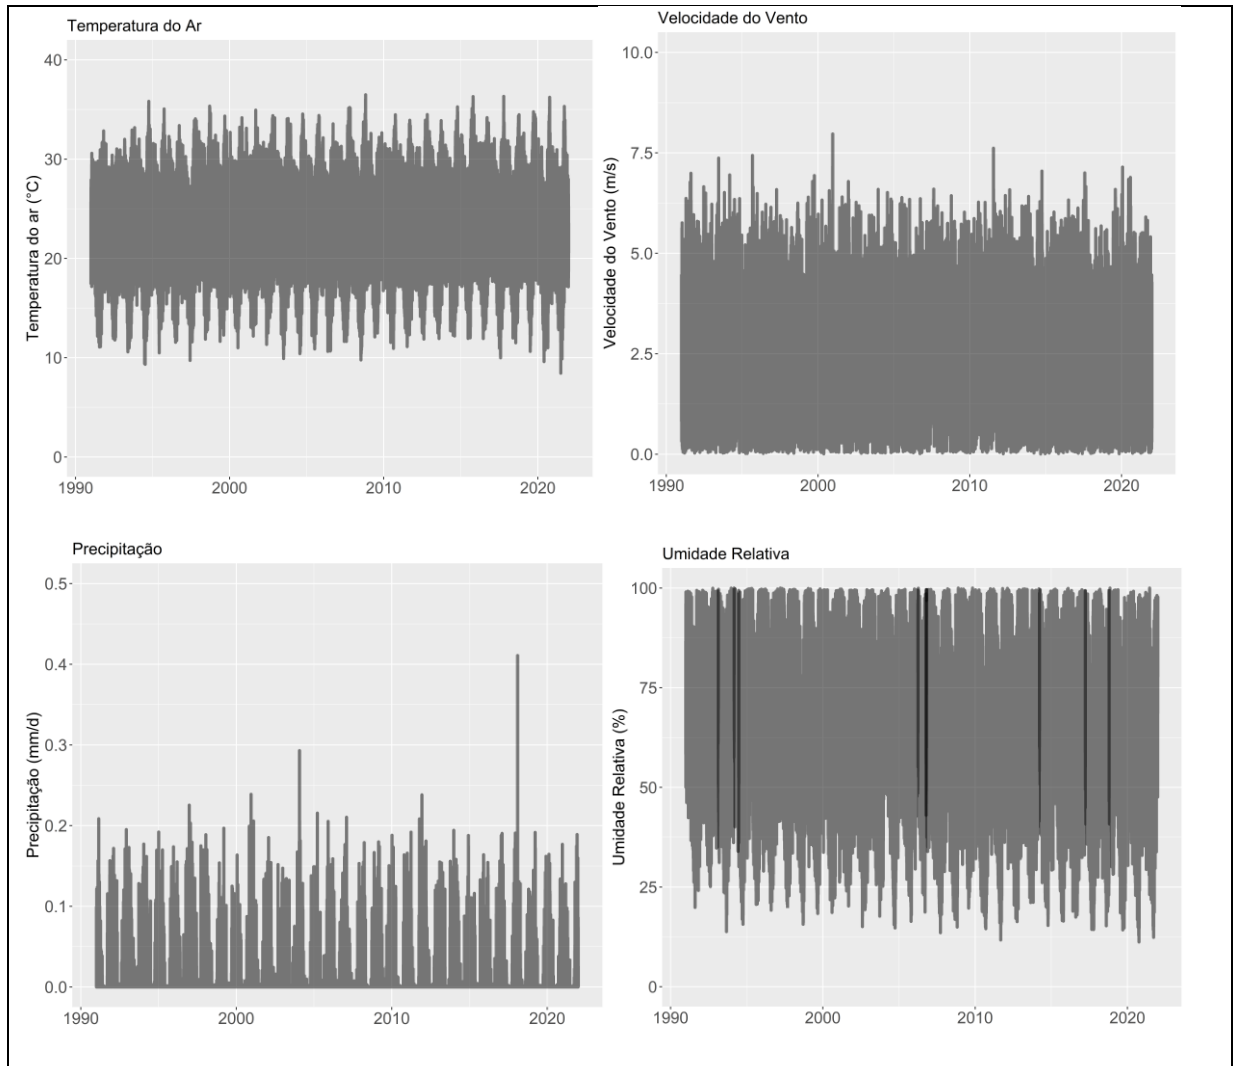 Temperatura do Ar
40
30
20
10
0
Temperatura do ar (°C)
1990 2000 2010 2020
Velocidade do Vento
10.0
7.5
5.0
2.5
0.0
Velocidade do Vento (m/s)
1990 2000 2010 2020
Precipitação
0.5
0.4
0.3
0.2
0.1
0.0
Precipitação (mm/d)
1990 2000 2010 2020
Umidade Relativa
100
75
50
25
0
Umidade Relativa (%)
1990 2000 2010 2020